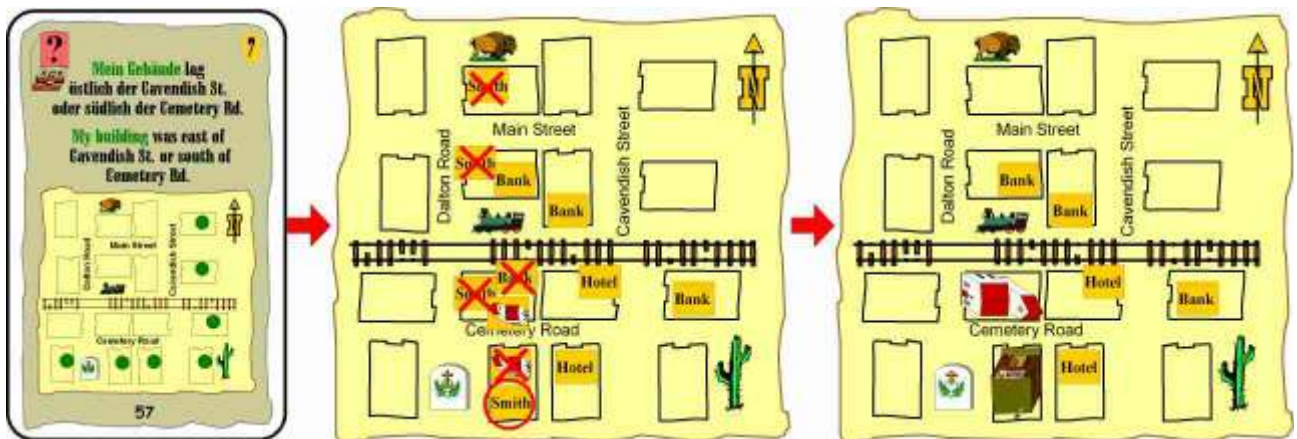 ?
7
Mein Gebäude lag
östlich der Cavendish St.
oder südlich der Cemetery Rd.
My building was east of
Cavendish St. or south of
Cemetery Rd.
N
Main Street
Dalton Road
Cavendish Street
Cemetery Road
57
Smith
N
Main Street
Smith
Bank
Dalton Road
Bank
Cavendish Street
Bank
Smith
Hotel
Bank
Cemetery Road
Hotel
Smith
N
Main Street
Dalton Road
Bank
Bank
Cavendish Street
Hotel
Bank
Cemetery Road
Hotel